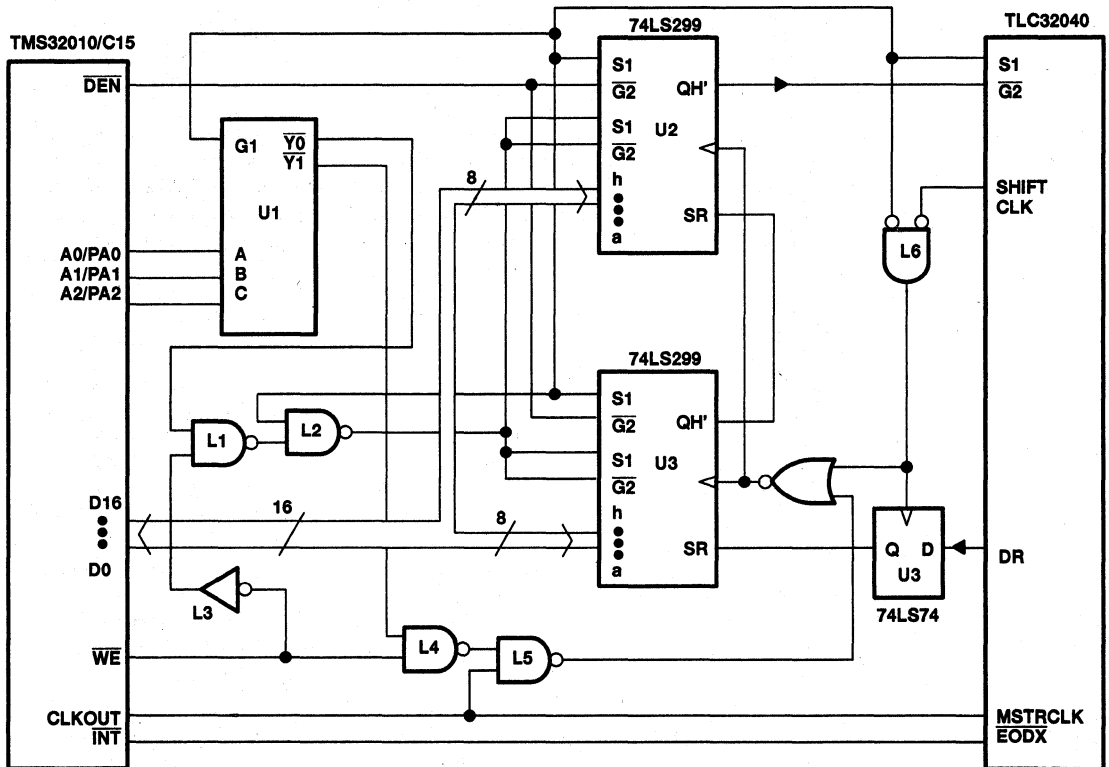 TMS32010/C15
74LS299
TLC32040
DEN
S1
G2
QH'
S1
G2
U2
h
a
SR
8
S1
G2
SHIFT
CLK
L6
G1
Y0
Y1
U1
A
B
C
A0/PA0
A1/PA1
A2/PA2
74LS299
S1
G2
QH'
S1
G2
U3
h
a
SR
8
L1
L2
D16
16
D0
L3
Q
D
U3
74LS74
DR
L4
L5
WE
CLKOUT
INT
MSTRCLK
EODX